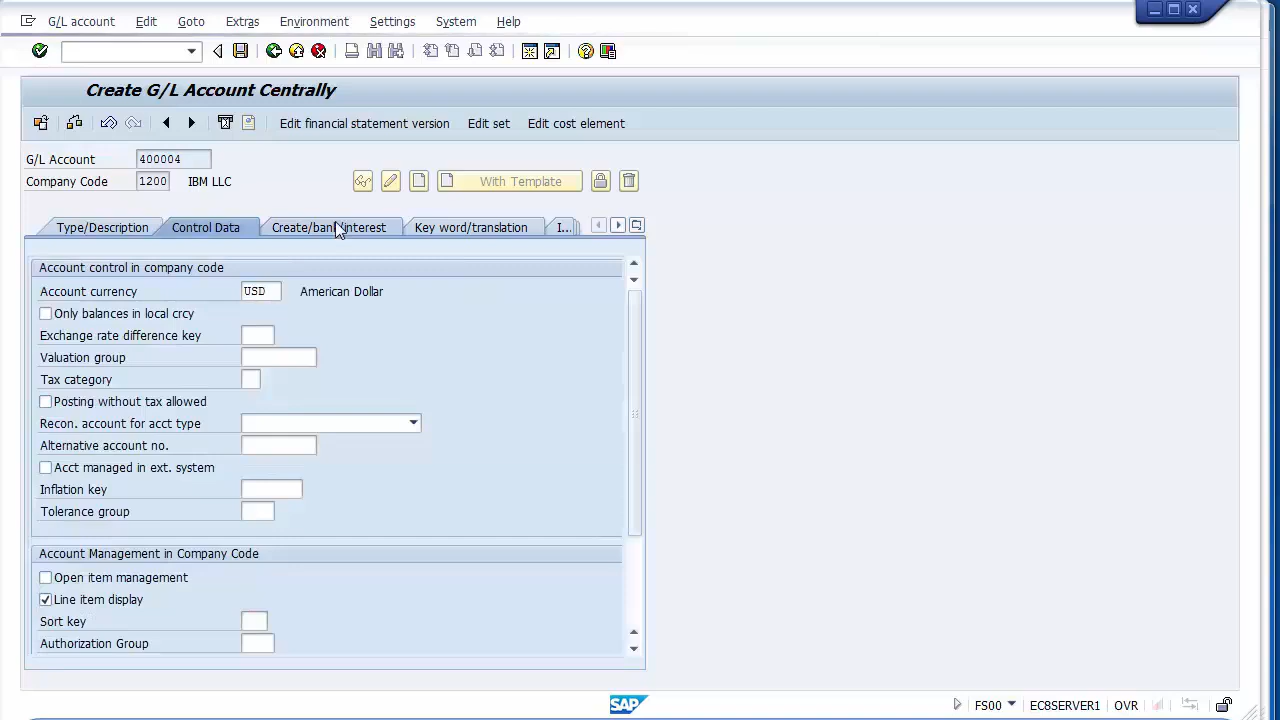 G/L account Edit Goto Extras Environment Settings System Help
Create G/L Account Centrally
Edit financial statement version Edit set Edit cost element
G/L Account 400004
Company Code 1200 IBM LLC With Template
Type/Description Control Data Create/bank/interest Key word/translation I...
Account control in company code
Account currency USD American Dollar
Only balances in local crcy
Exchange rate difference key
Valuation group
Tax category
Posting without tax allowed
Recon. account for acct type
Alternative account no.
Acct managed in ext. system
Inflation key
Tolerance group
Account Management in Company Code
Open item management
Line item display
Sort key
Authorization Group
SAP FS00 EC8SERVER1 OVR